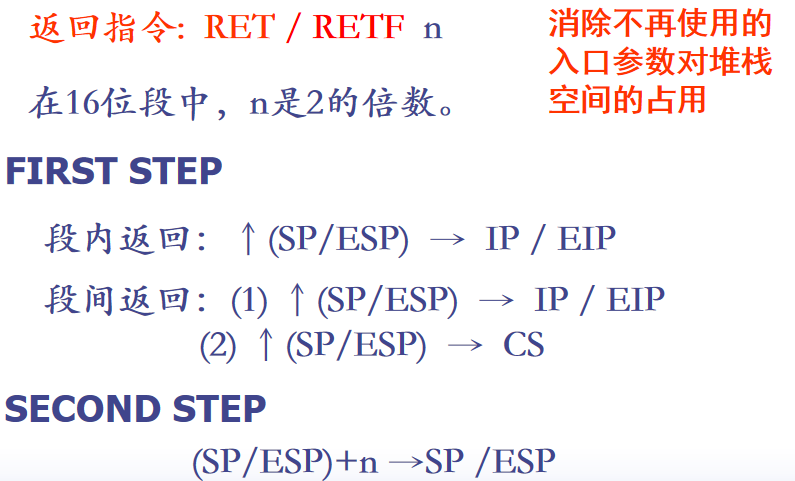 返回指令: RET / RETF n
消除不再使用的
入口参数对堆栈
空间的占用
在16位段中，n是2的倍数。
FIRST STEP
段内返回： ↑(SP/ESP) → IP / EIP
段间返回：(1) ↑(SP/ESP) → IP / EIP
(2) ↑(SP/ESP) → CS
SECOND STEP
(SP/ESP)+n →SP /ESP